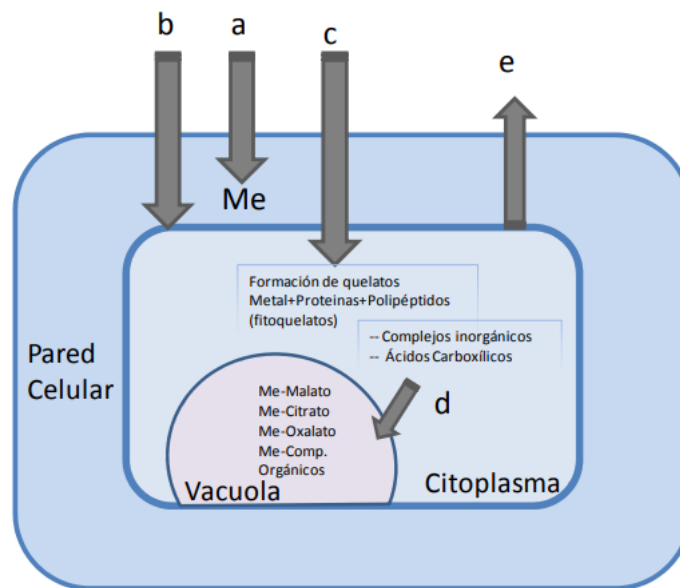 b
a
c
e
Me
Formación de quelatos
Metal+Proteinas+Polipéptidos
(fitoquelatos)
-- Complejos inorgánicos
-- Ácidos Carboxílicos
Pared
Celular
d
Me-Malato
Me-Citrato
Me-Oxalato
Me-Comp.
Orgánicos
Vacuola
Citoplasma